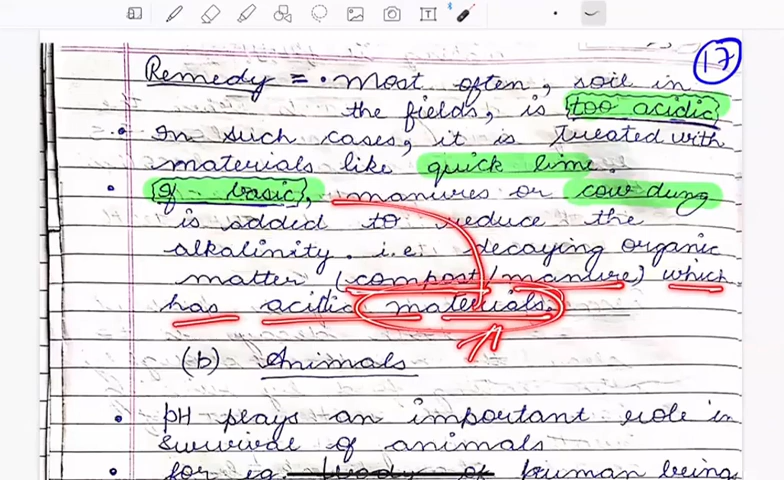 17
Remedy = • Most often, soil in
the fields, is {too acidic}
• In such cases, it is treated with
materials like quick lime.
• {If basic}, manures or cow dung
is added to reduce the
alkalinity. i.e. decaying organic
matter (compost/manure) which
has acidic materials.
(b) Animals
• pH plays an important role in
survival of animals
• for eg. human being